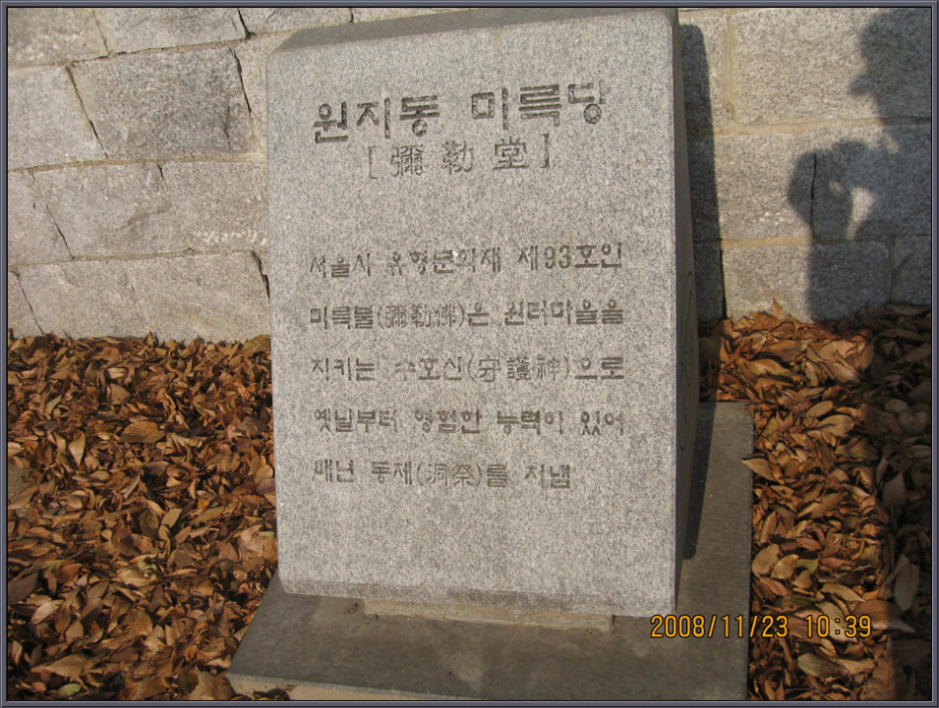 원지동 미륵당
[彌勒堂]
서울시 유형문화재 제93호인
미륵불(彌勒佛)은 원터마을을
지키는 수호신(守護神)으로
옛날부터 영험한 능력이 있어
매년 동제(洞祭)를 지냄
2008/11/23 10:39